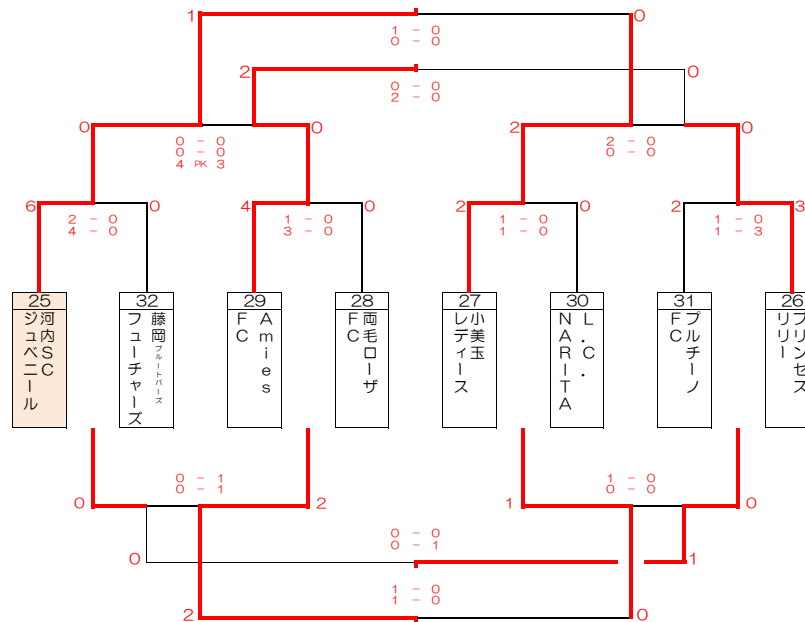 1
0
1 - 0
0 - 0
2
0
0 - 0
2 - 0
0
0
2
0
0 - 0
0 - 0
4 PK 3
2 - 0
0 - 0
6
0
4
0
2
0
2
3
2 - 0
4 - 0
1 - 0
3 - 0
1 - 0
1 - 0
1 - 0
1 - 3
25
32
29
28
27
30
31
26
河内SC
ジュベニール
藤岡ブルートパーズ
フューチャーズ
Amies
FC
両毛ローザ
FC
小美玉
レディース
L.C.
NARITA
プルチーノ
FC
プリンセス
リリー
0 - 1
0 - 1
1 - 0
0 - 0
0
2
1
0
0 - 0
0 - 1
0
1
1 - 0
1 - 0
2
0